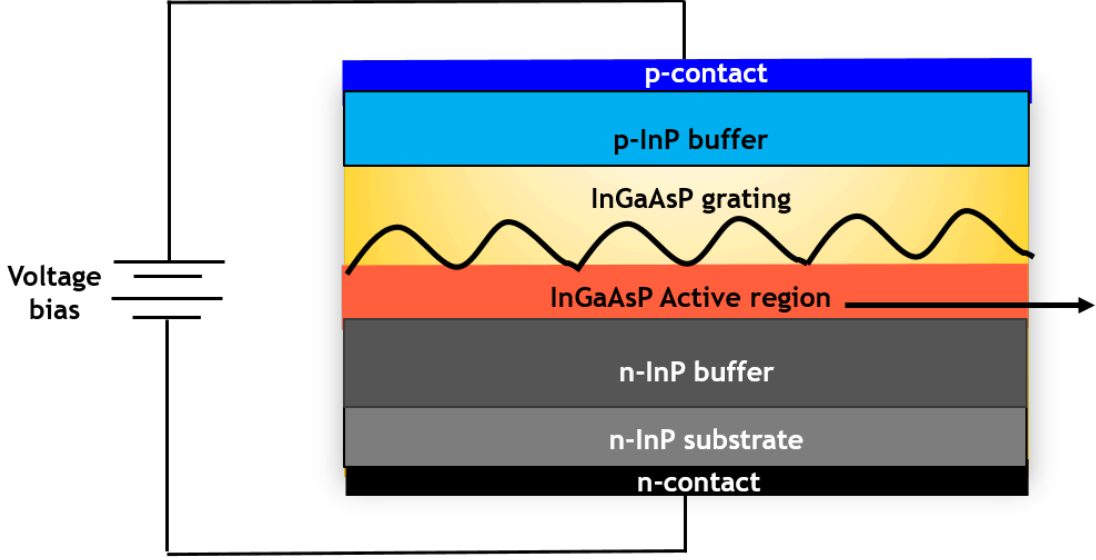 p-contact
p-InP buffer
InGaAsP grating
Voltage
bias
InGaAsP Active region
n-InP buffer
n-InP substrate
n-contact